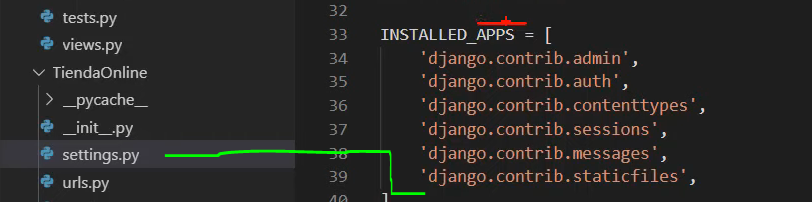 tests.py
views.py
TiendaOnline
__pycache__
__init__.py
settings.py
urls.py
32
33 INSTALLED_APPS = [
34 'django.contrib.admin',
35 'django.contrib.auth',
36 'django.contrib.contenttypes',
37 'django.contrib.sessions',
38 'django.contrib.messages',
39 'django.contrib.staticfiles',
40 ]